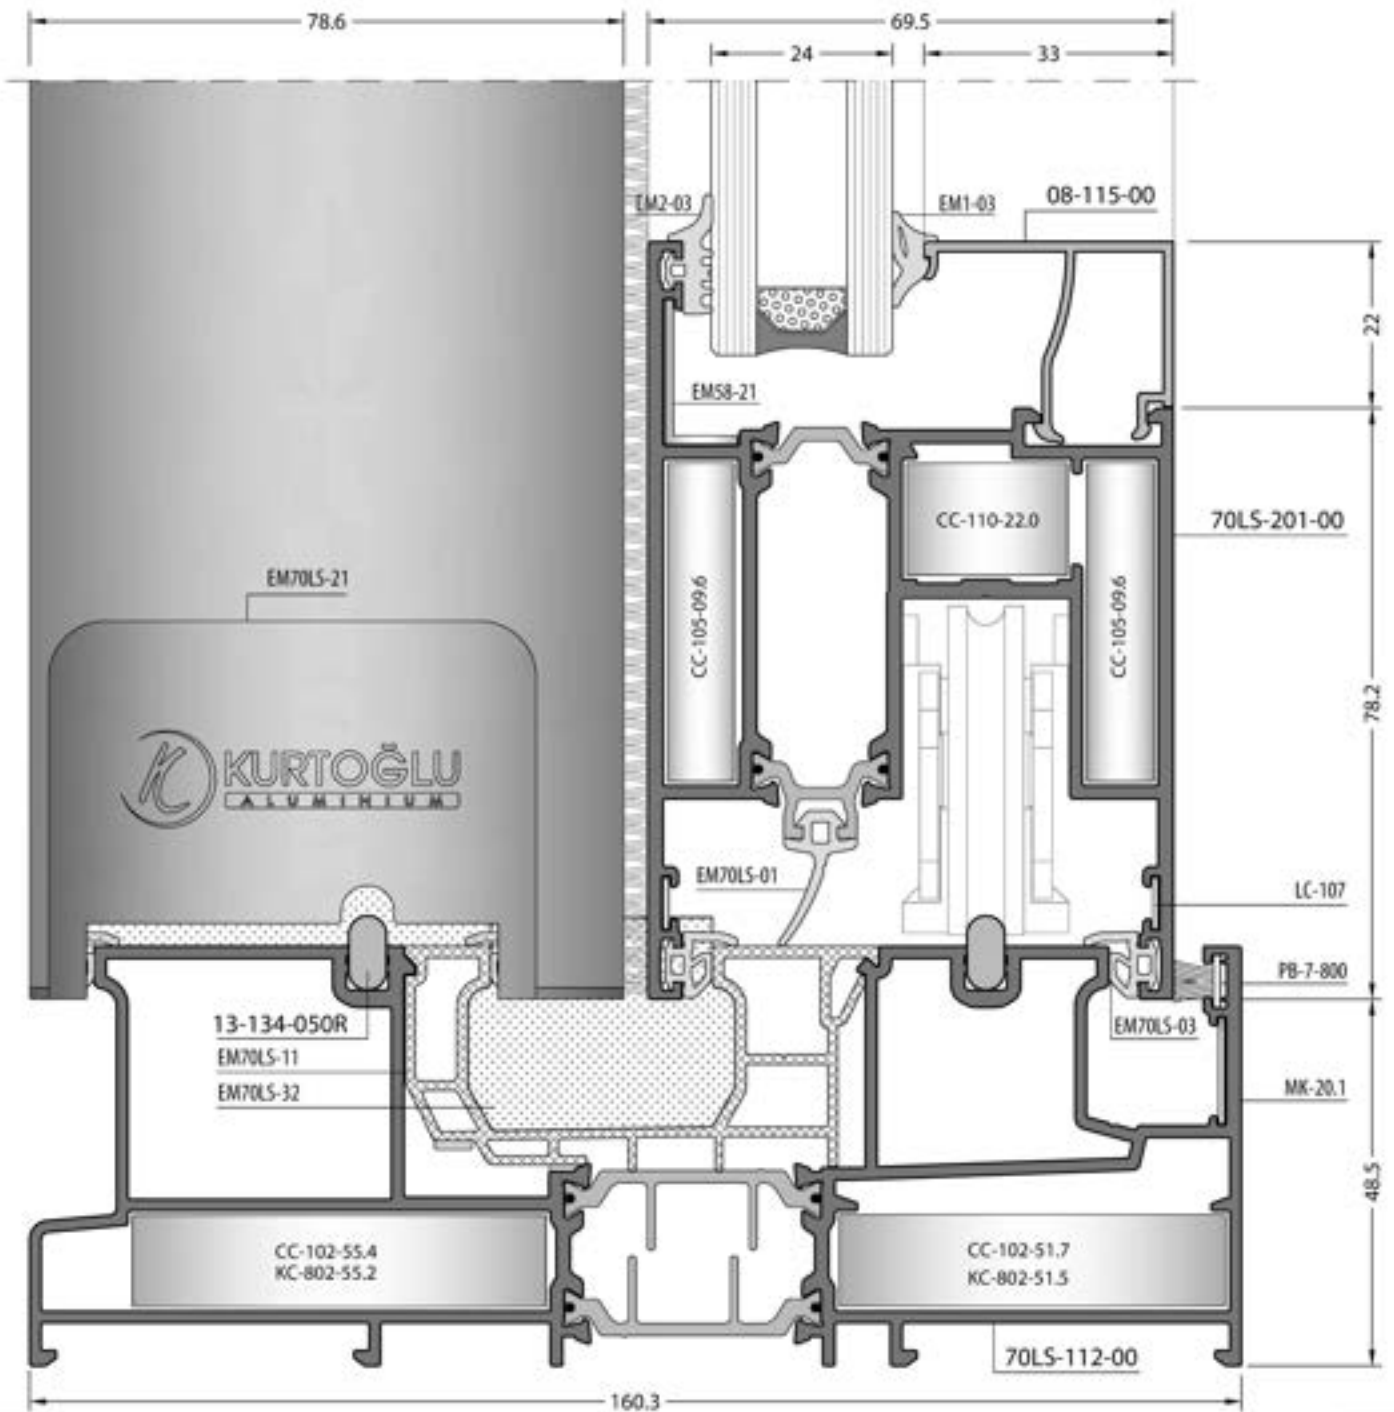 78.6
69.5
24
33
EM2-03
EM1-03
08-115-00
22
EM58-21
CC-110-22.0
70LS-201-00
EM70LS-21
CC-105-09.6
CC-105-09.6
78.2
KURTOĞLU
ALUMINIUM
EM70LS-01
LC-107
PB-7-800
13-134-050R
EM70LS-03
EM70LS-11
EM70LS-32
MK-20.1
48.5
CC-102-55.4
KC-802-55.2
CC-102-51.7
KC-802-51.5
70LS-112-00
160.3